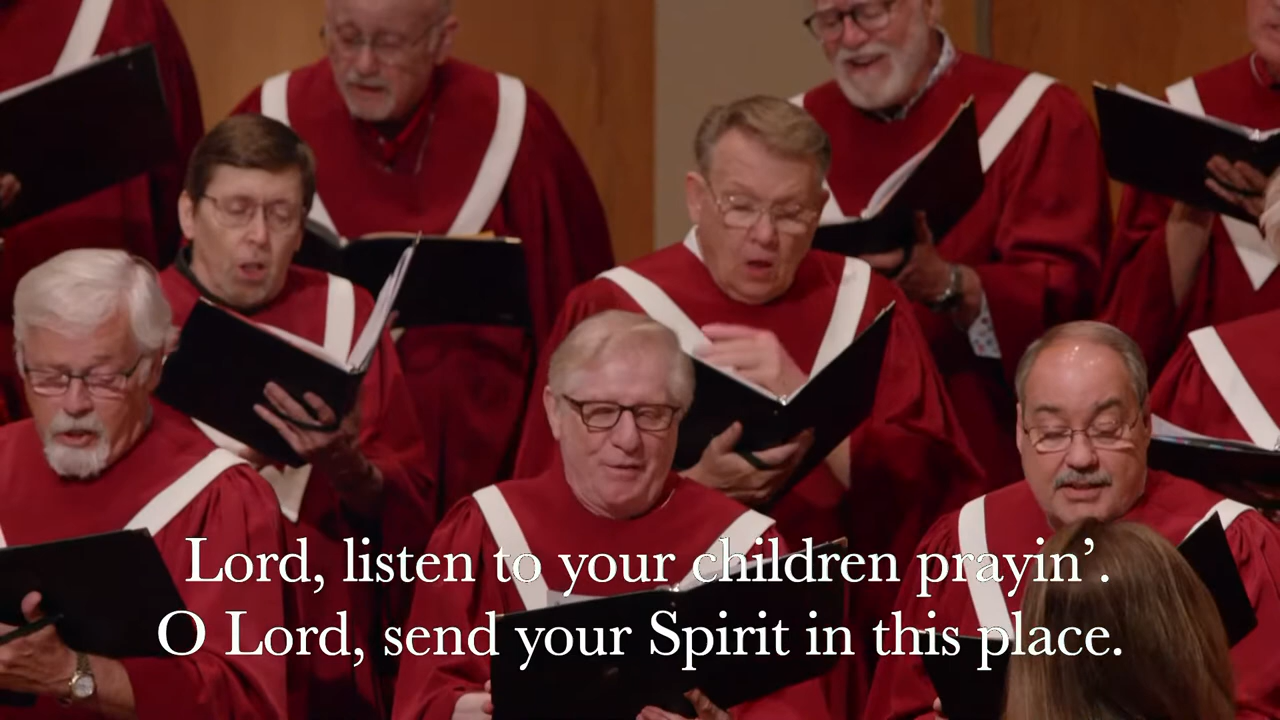 Lord, listen to your children prayin’.
O Lord, send your Spirit in this place.